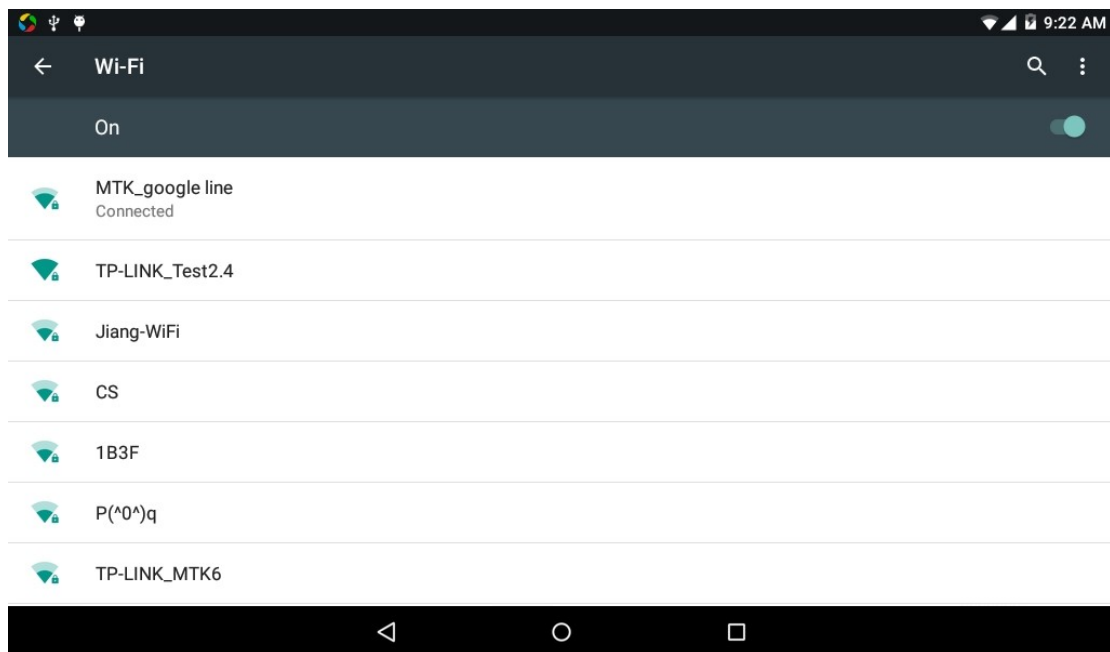 9:22 AM
Wi-Fi
On
MTK_google line
Connected
TP-LINK_Test2.4
Jiang-WiFi
CS
1B3F
P(^0^)q
TP-LINK_MTK6